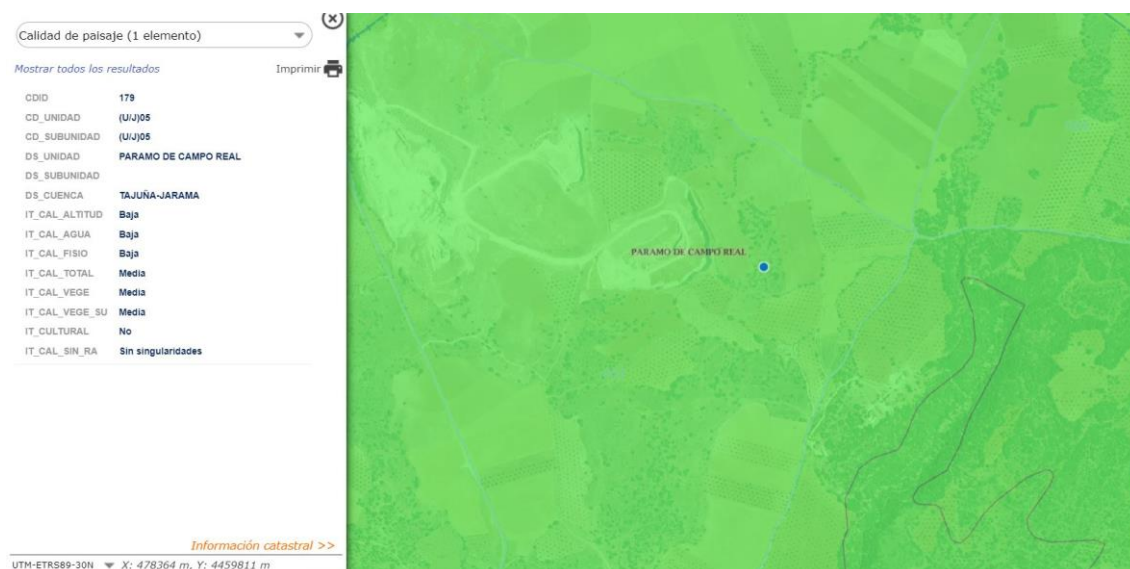 Calidad de paisaje (1 elemento)
Mostrar todos los resultados Imprimir
CDID 179
CD_UNIDAD (U/J)05
CD_SUBUNIDAD (U/J)05
DS_UNIDAD PARAMO DE CAMPO REAL
DS_SUBUNIDAD
DS_CUENCA TAJUÑA-JARAMA
IT_CAL_ALTITUD Baja
IT_CAL_AGUA Baja
IT_CAL_FISIO Baja
IT_CAL_TOTAL Media
IT_CAL_VEGE Media
IT_CAL_VEGE_SU Media
IT_CULTURAL No
IT_CAL_SIN_RA Sin singularidades
Información catastral >>
UTM-ETRS89-30N X: 478364 m, Y: 4459811 m
PARAMO DE CAMPO REAL